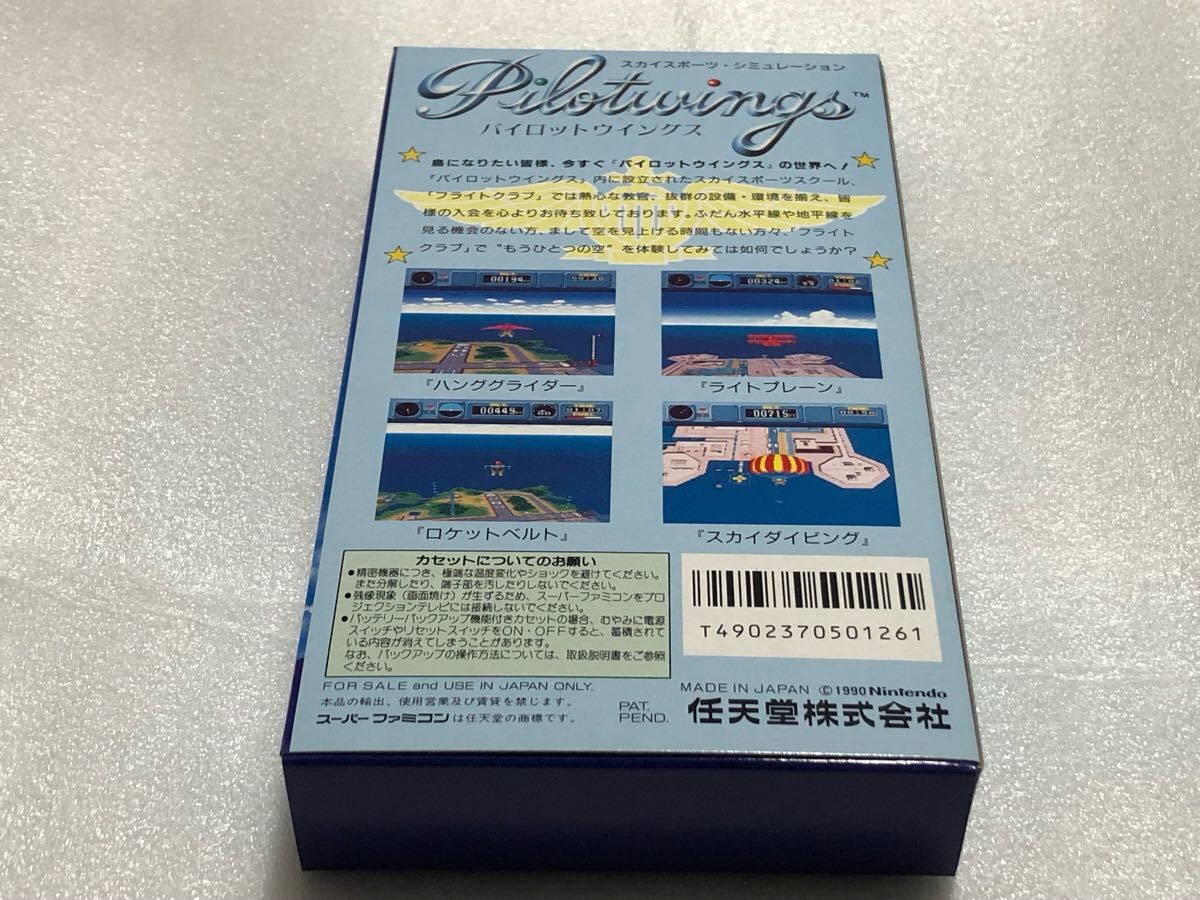 スカイスポーツ・シミュレーション
Pilotwings™
パイロットウイングス
鳥になりたい皆様、今すぐ『パイロットウイングス』の世界へ!
『パイロットウイングス』内に設立されたスカイスポーツスクール、
「フライトクラブ」では熱心な教官、抜群の設備・環境を揃え、皆
様の入会を心よりお待ち致しております。ふだん水平線や地平線を
見る機会のない方、まして空を見上げる時間もない方々、「フライト
クラブ」で“もうひとつの空”を体験してみては如何でしょうか?
00194
00:20
00324
『ハンググライダー』
『ライトプレーン』
00449
01:07
00715
00:50
『ロケットベルト』
『スカイダイビング』
カセットについてのお願い
●精密機器につき、極端な温度変化やショックを避けてください。
また分解したり、端子部を汚したりしないでください。
●残像現象(画面焼け)が生ずるため、スーパーファミコンをプロ
ジェクションテレビには接続しないでください。
●バッテリーバックアップ機能付きカセットの場合、むやみに電源
スイッチやリセットスイッチをON・OFFすると、蓄積されて
いる内容が消えてしまうことがあります。
なお、バックアップの操作方法については、取扱説明書をご参照
ください。
T4902370501261
FOR SALE and USE IN JAPAN ONLY.
本品の輸出、使用営業及び賃貸を禁じます。
スーパーファミコンは任天堂の商標です。
PAT.
PEND.
MADE IN JAPAN ©1990 Nintendo
任天堂株式会社